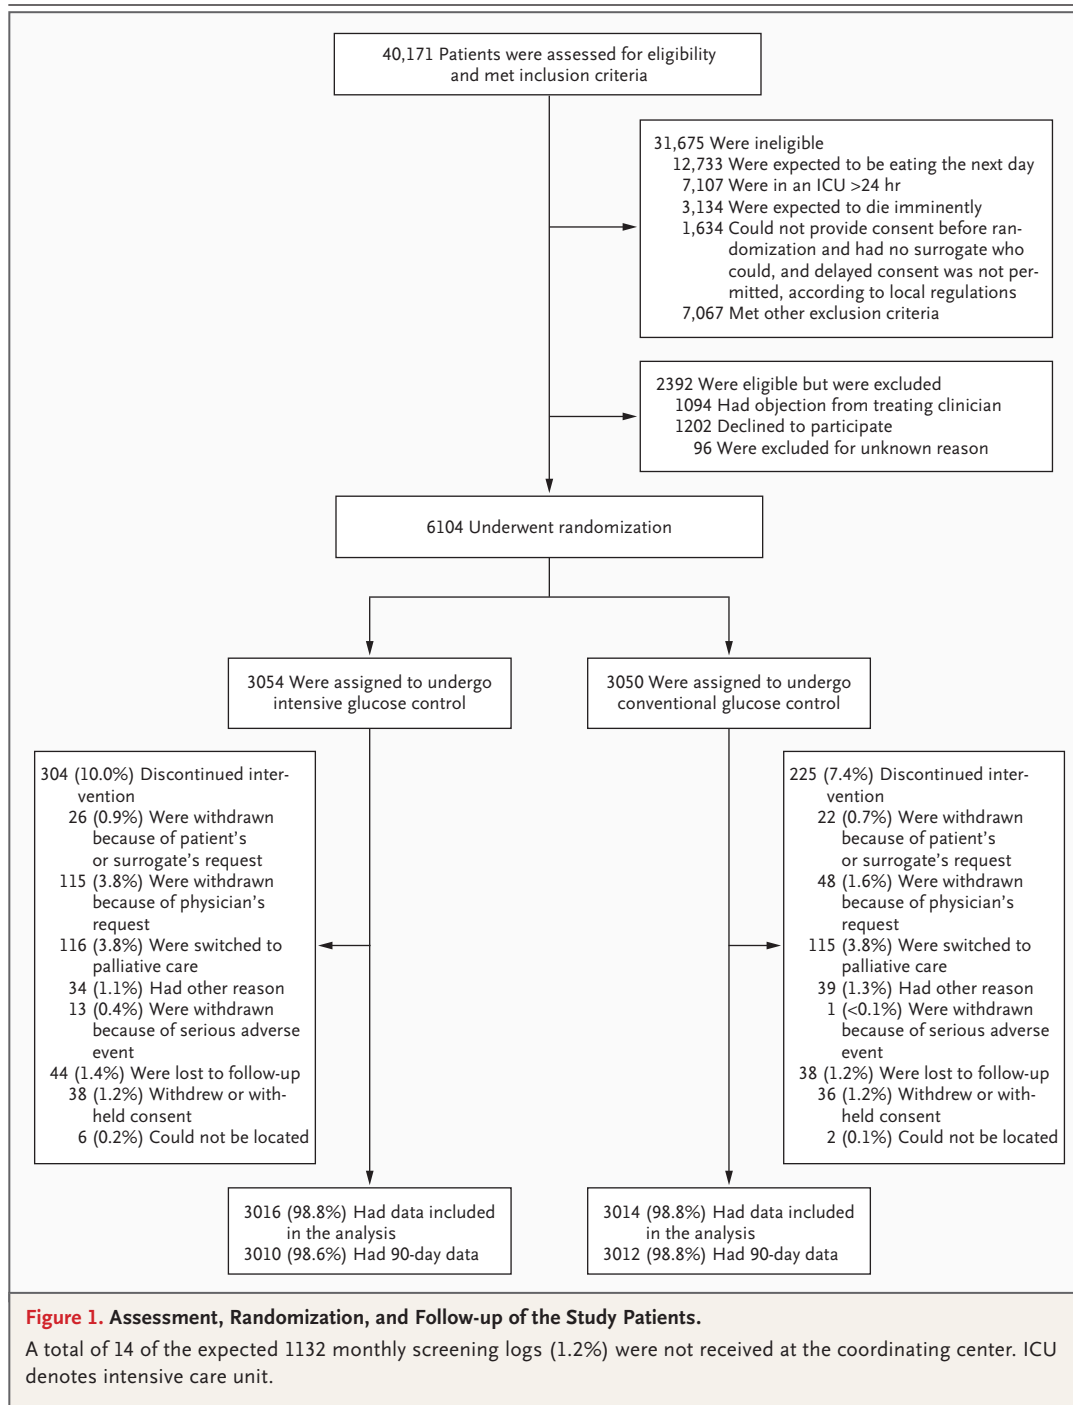 40,171 Patients were assessed for eligibility
and met inclusion criteria
31,675 Were ineligible
12,733 Were expected to be eating the next day
7,107 Were in an ICU >24 hr
3,134 Were expected to die imminently
1,634 Could not provide consent before ran-
domization and had no surrogate who
could, and delayed consent was not per-
mitted, according to local regulations
7,067 Met other exclusion criteria
2392 Were eligible but were excluded
1094 Had objection from treating clinician
1202 Declined to participate
96 Were excluded for unknown reason
6104 Underwent randomization
3054 Were assigned to undergo
intensive glucose control
3050 Were assigned to undergo
conventional glucose control
304 (10.0%) Discontinued inter-
vention
26 (0.9%) Were withdrawn
because of patient's
or surrogate's request
115 (3.8%) Were withdrawn
because of physician's
request
116 (3.8%) Were switched to
palliative care
34 (1.1%) Had other reason
13 (0.4%) Were withdrawn
because of serious adverse
event
44 (1.4%) Were lost to follow-up
38 (1.2%) Withdrew or with-
held consent
6 (0.2%) Could not be located
225 (7.4%) Discontinued inter-
vention
22 (0.7%) Were withdrawn
because of patient's
or surrogate's request
48 (1.6%) Were withdrawn
because of physician's
request
115 (3.8%) Were switched to
palliative care
39 (1.3%) Had other reason
1 (<0.1%) Were withdrawn
because of serious adverse
event
38 (1.2%) Were lost to follow-up
36 (1.2%) Withdrew or with-
held consent
2 (0.1%) Could not be located
3016 (98.8%) Had data included
in the analysis
3010 (98.6%) Had 90-day data
3014 (98.8%) Had data included
in the analysis
3012 (98.8%) Had 90-day data
Figure 1. Assessment, Randomization, and Follow-up of the Study Patients.
A total of 14 of the expected 1132 monthly screening logs (1.2%) were not received at the coordinating center. ICU
denotes intensive care unit.